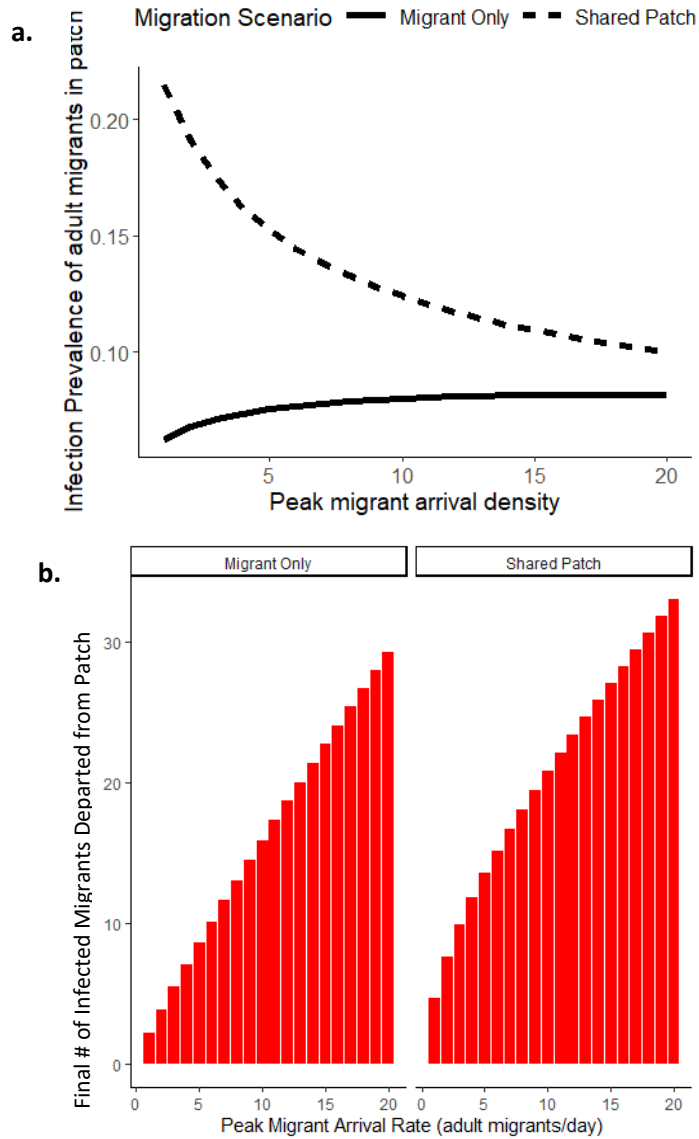 a.
Migration Scenario Migrant Only Shared Patch
Infection Prevalence of adult migrants in patch
0.20
0.15
0.10
5 10 15 20
Peak migrant arrival density
b.
Migrant Only Shared Patch
Final # of Infected Migrants Departed from Patch
30
20
10
0
0 5 10 15 20 0 5 10 15 20
Peak Migrant Arrival Rate (adult migrants/day)